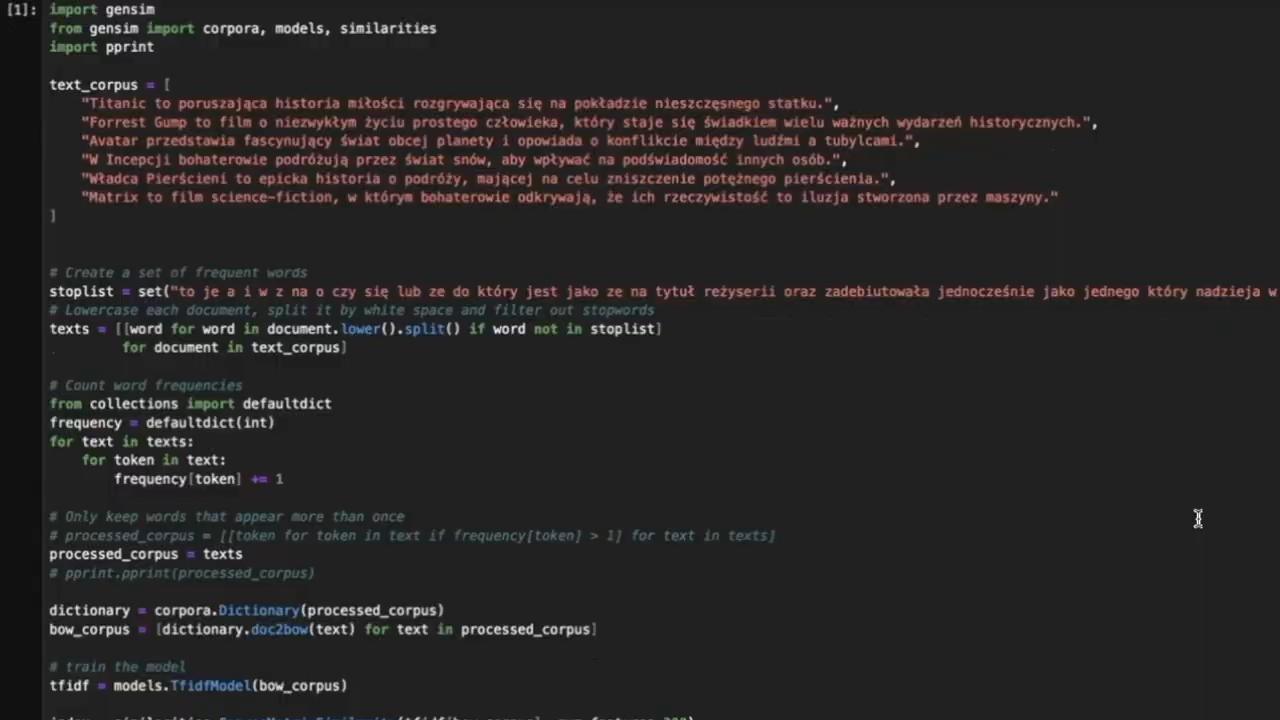 [1]:
import gensim
from gensim import corpora, models, similarities
import pprint
text_corpus = [
"Titanic to poruszająca historia miłości rozgrywająca się na pokładzie nieszczęsnego statku.",
"Forrest Gump to film o niezwykłym życiu prostego człowieka, który staje się świadkiem wielu ważnych wydarzeń historycznych.",
"Avatar przedstawia fascynujący świat obcej planety i opowiada o konflikcie między ludźmi a tubylcami.",
"W Incepcji bohaterowie podróżują przez świat snów, aby wpływać na podświadomość innych osób.",
"Władca Pierścieni to epicka historia o podróży, mającej na celu zniszczenie potężnego pierścienia.",
"Matrix to film science-fiction, w którym bohaterowie odkrywają, że ich rzeczywistość to iluzja stworzona przez maszyny."
]
# Create a set of frequent words
stoplist = set("to je a i w z na o czy się lub ze do który jest jako ze na tytuł reżyserii oraz zadebiutowała jednocześnie jako jednego który nadzieja w
# Lowercase each document, split it by white space and filter out stopwords
texts = [[word for word in document.lower().split() if word not in stoplist]
for document in text_corpus]
# Count word frequencies
from collections import defaultdict
frequency = defaultdict(int)
for text in texts:
for token in text:
frequency[token] += 1
# Only keep words that appear more than once
# processed_corpus = [[token for token in text if frequency[token] > 1] for text in texts]
processed_corpus = texts
# pprint.pprint(processed_corpus)
dictionary = corpora.Dictionary(processed_corpus)
bow_corpus = [dictionary.doc2bow(text) for text in processed_corpus]
# train the model
tfidf = models.TfidfModel(bow_corpus)